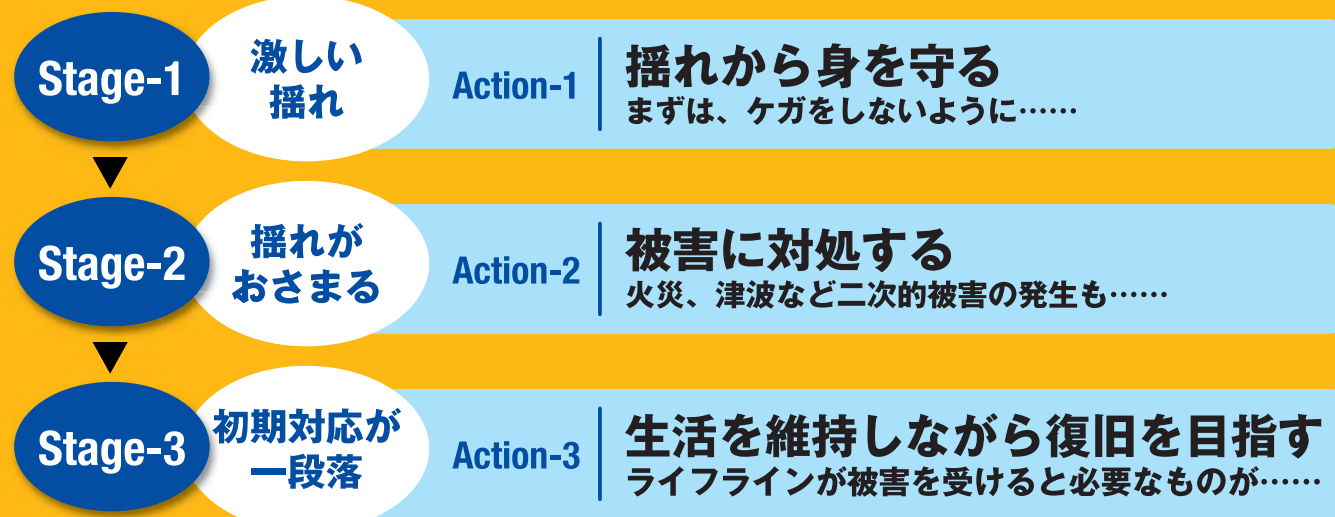 Stage-1
激しい
揺れ
Action-1
揺れから身を守る
まずは、ケガをしないように……
Stage-2
揺れが
おさまる
Action-2
被害に対処する
火災、津波など二次的被害の発生も……
Stage-3
初期対応が
一段落
Action-3
生活を維持しながら復旧を目指す
ライフラインが被害を受けると必要なものが……